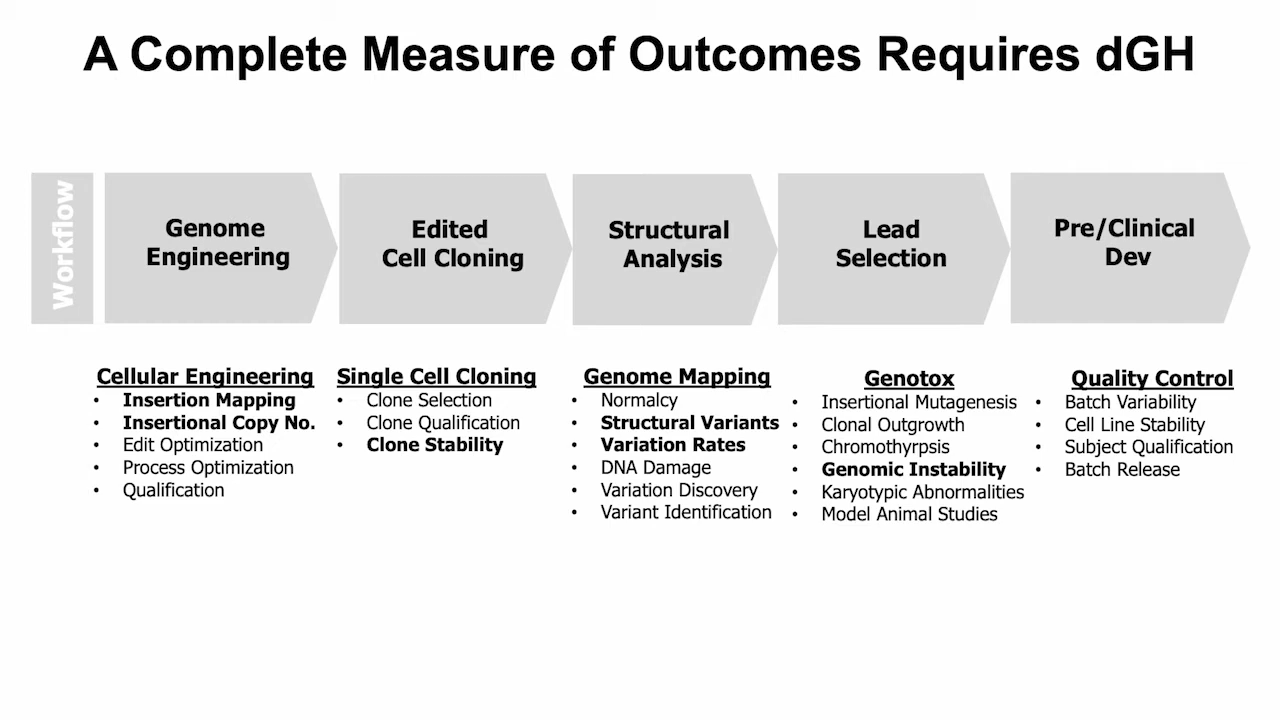 A Complete Measure of Outcomes Requires dGH
Workflow
Genome
Engineering
Edited
Cell Cloning
Structural
Analysis
Lead
Selection
Pre/Clinical
Dev
Cellular Engineering
• Insertion Mapping
• Insertional Copy No.
• Edit Optimization
• Process Optimization
• Qualification
Single Cell Cloning
• Clone Selection
• Clone Qualification
• Clone Stability
Genome Mapping
• Normalcy
• Structural Variants
• Variation Rates
• DNA Damage
• Variation Discovery
• Variant Identification
Genotox
• Insertional Mutagenesis
• Clonal Outgrowth
• Chromothyrpsis
• Genomic Instability
• Karyotypic Abnormalities
• Model Animal Studies
Quality Control
• Batch Variability
• Cell Line Stability
• Subject Qualification
• Batch Release